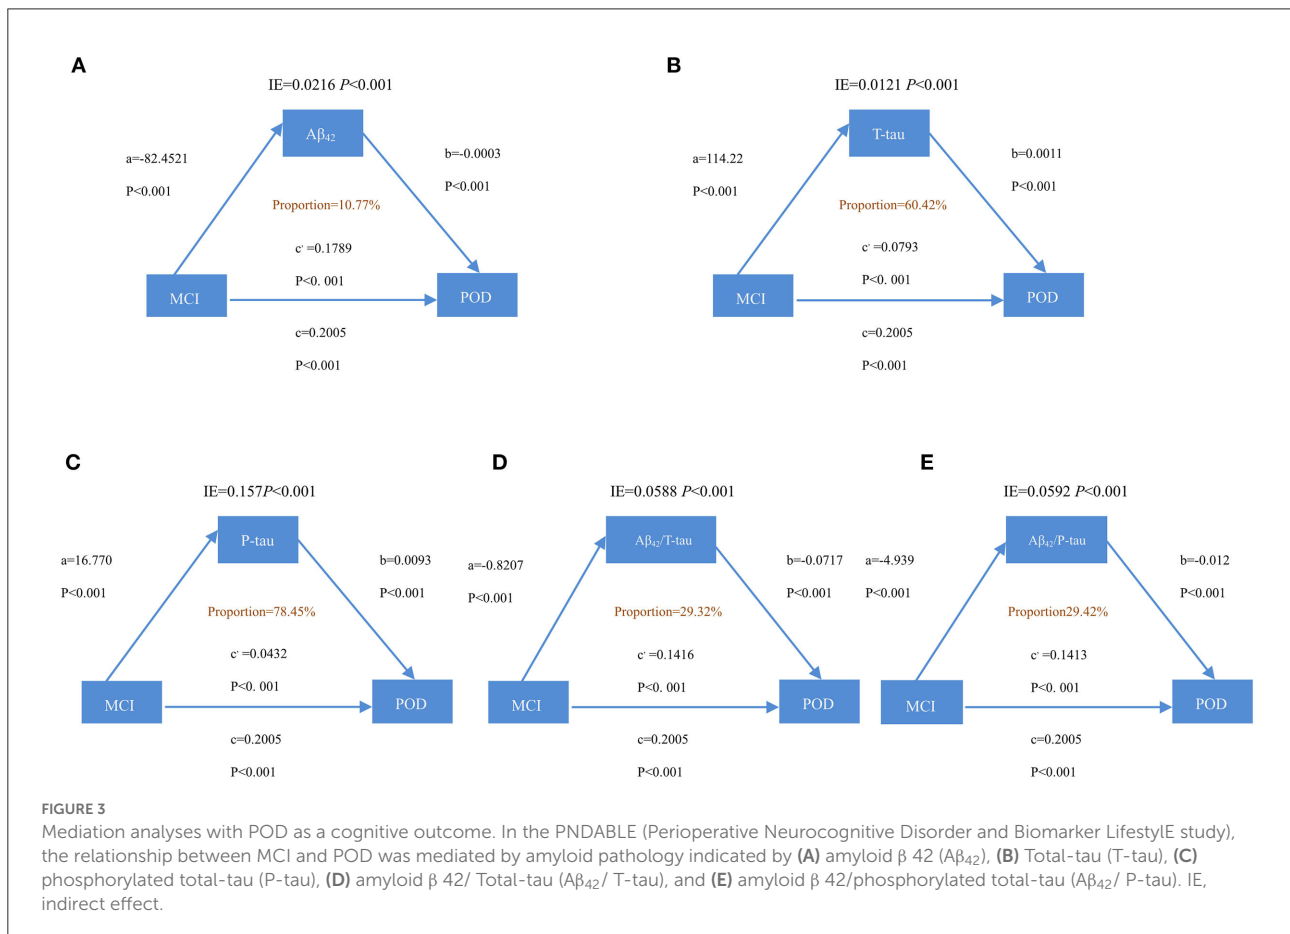 A
IE=0.0216 P<0.001
Aβ42
a=-82.4521
P<0.001
b=-0.0003
P<0.001
Proportion=10.77%
c' =0.1789
P<0. 001
MCI
POD
c=0.2005
P<0.001
B
IE=0.0121 P<0.001
T-tau
a=114.22
P<0.001
b=0.0011
P<0.001
Proportion=60.42%
c' =0.0793
P<0. 001
MCI
POD
c=0.2005
P<0.001
C
IE=0.157P<0.001
P-tau
a=16.770
P<0.001
b=0.0093
P<0.001
Proportion=78.45%
c' =0.0432
P<0. 001
MCI
POD
c=0.2005
P<0.001
D
IE=0.0588 P<0.001
Aβ42/T-tau
a=-0.8207
P<0.001
b=-0.0717
P<0.001
Proportion=29.32%
c' =0.1416
P<0. 001
MCI
POD
c=0.2005
P<0.001
E
IE=0.0592 P<0.001
Aβ42/P-tau
a=-4.939
P<0.001
b=-0.012
P<0.001
Proportion29.42%
c' =0.1413
P<0. 001
MCI
POD
c=0.2005
P<0.001
FIGURE 3
Mediation analyses with POD as a cognitive outcome. In the PNDABLE (Perioperative Neurocognitive Disorder and Biomarker LifestylE study),
the relationship between MCI and POD was mediated by amyloid pathology indicated by (A) amyloid β 42 (Aβ42), (B) Total-tau (T-tau), (C)
phosphorylated total-tau (P-tau), (D) amyloid β 42/ Total-tau (Aβ42/ T-tau), and (E) amyloid β 42/phosphorylated total-tau (Aβ42/ P-tau). IE,
indirect effect.